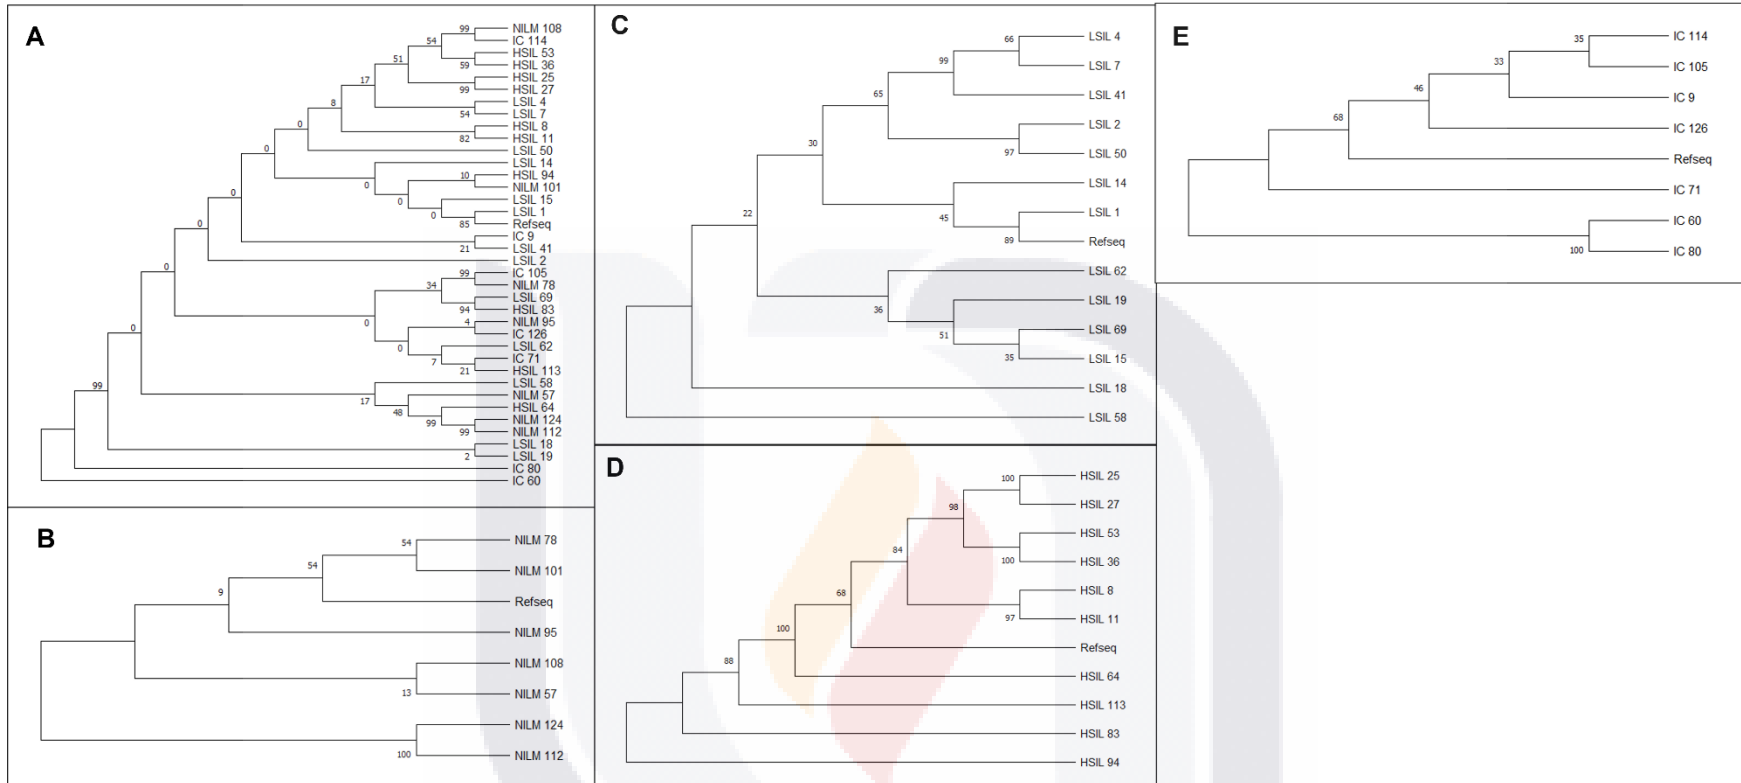 A
NILM 108
IC 114
HSIL 53
HSIL 36
HSIL 25
HSIL 27
LSIL 4
LSIL 7
HSIL 8
HSIL 11
LSIL 50
LSIL 14
HSIL 94
NILM 101
LSIL 15
LSIL 1
Refseq
IC 9
LSIL 41
LSIL 2
IC 105
NILM 78
LSIL 69
HSIL 83
NILM 95
IC 126
LSIL 62
IC 71
HSIL 113
LSIL 58
NILM 57
HSIL 64
NILM 124
NILM 112
LSIL 18
LSIL 19
IC 80
IC 60
99
54
59
51
99
17
54
8
82
0
0
10
0
0
0
85
0
21
0
99
34
94
0
0
4
0
7
21
0
17
48
99
99
99
2
B
NILM 78
NILM 101
Refseq
NILM 95
NILM 108
NILM 57
NILM 124
NILM 112
54
54
9
13
100
C
LSIL 4
LSIL 7
LSIL 41
LSIL 2
LSIL 50
LSIL 14
LSIL 1
Refseq
LSIL 62
LSIL 19
LSIL 69
LSIL 15
LSIL 18
LSIL 58
66
99
65
97
30
45
22
89
36
51
35
D
HSIL 25
HSIL 27
HSIL 53
HSIL 36
HSIL 8
HSIL 11
Refseq
HSIL 64
HSIL 113
HSIL 83
HSIL 94
100
98
84
100
68
97
100
88
E
IC 114
IC 105
IC 9
IC 126
Refseq
IC 71
IC 60
IC 80
35
33
46
68
100